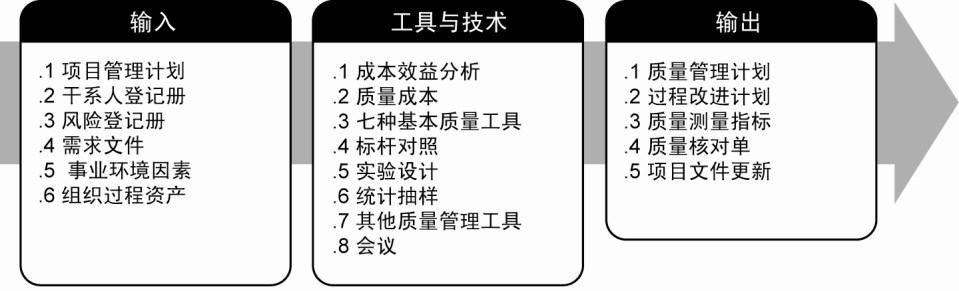 输入
.1 项目管理计划
.2 干系人登记册
.3 风险登记册
.4 需求文件
.5 事业环境因素
.6 组织过程资产
工具与技术
.1 成本效益分析
.2 质量成本
.3 七种基本质量工具
.4 标杆对照
.5 实验设计
.6 统计抽样
.7 其他质量管理工具
.8 会议
输出
.1 质量管理计划
.2 过程改进计划
.3 质量测量指标
.4 质量核对单
.5 项目文件更新